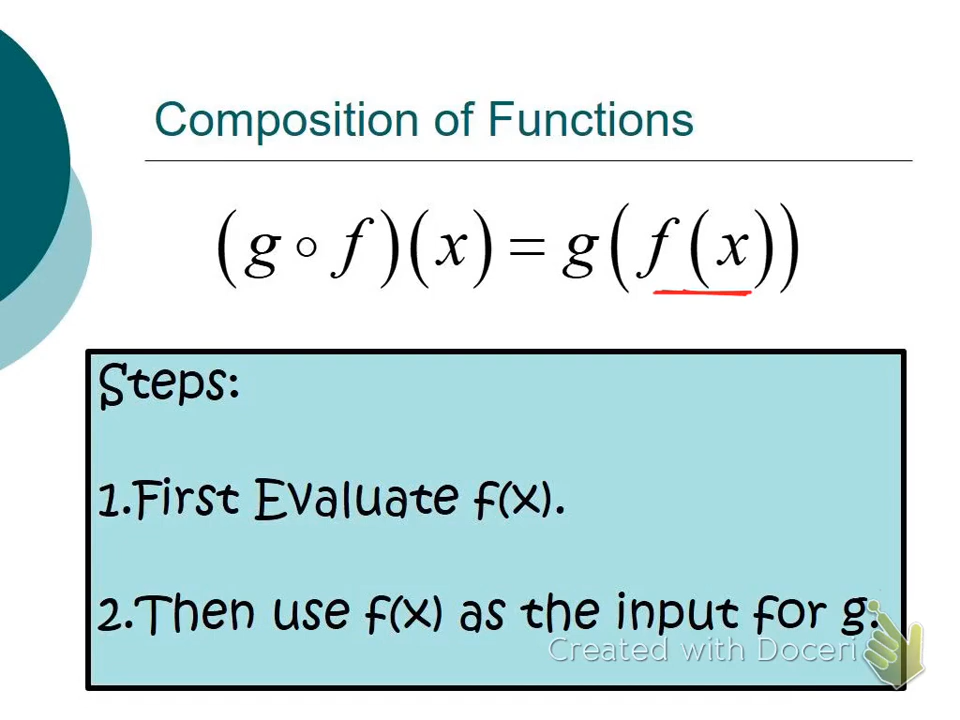 Composition of Functions
(g ∘ f)(x) = g(f(x))
Steps:
1.First Evaluate f(x).
2.Then use f(x) as the input for g.
Created with Doceri